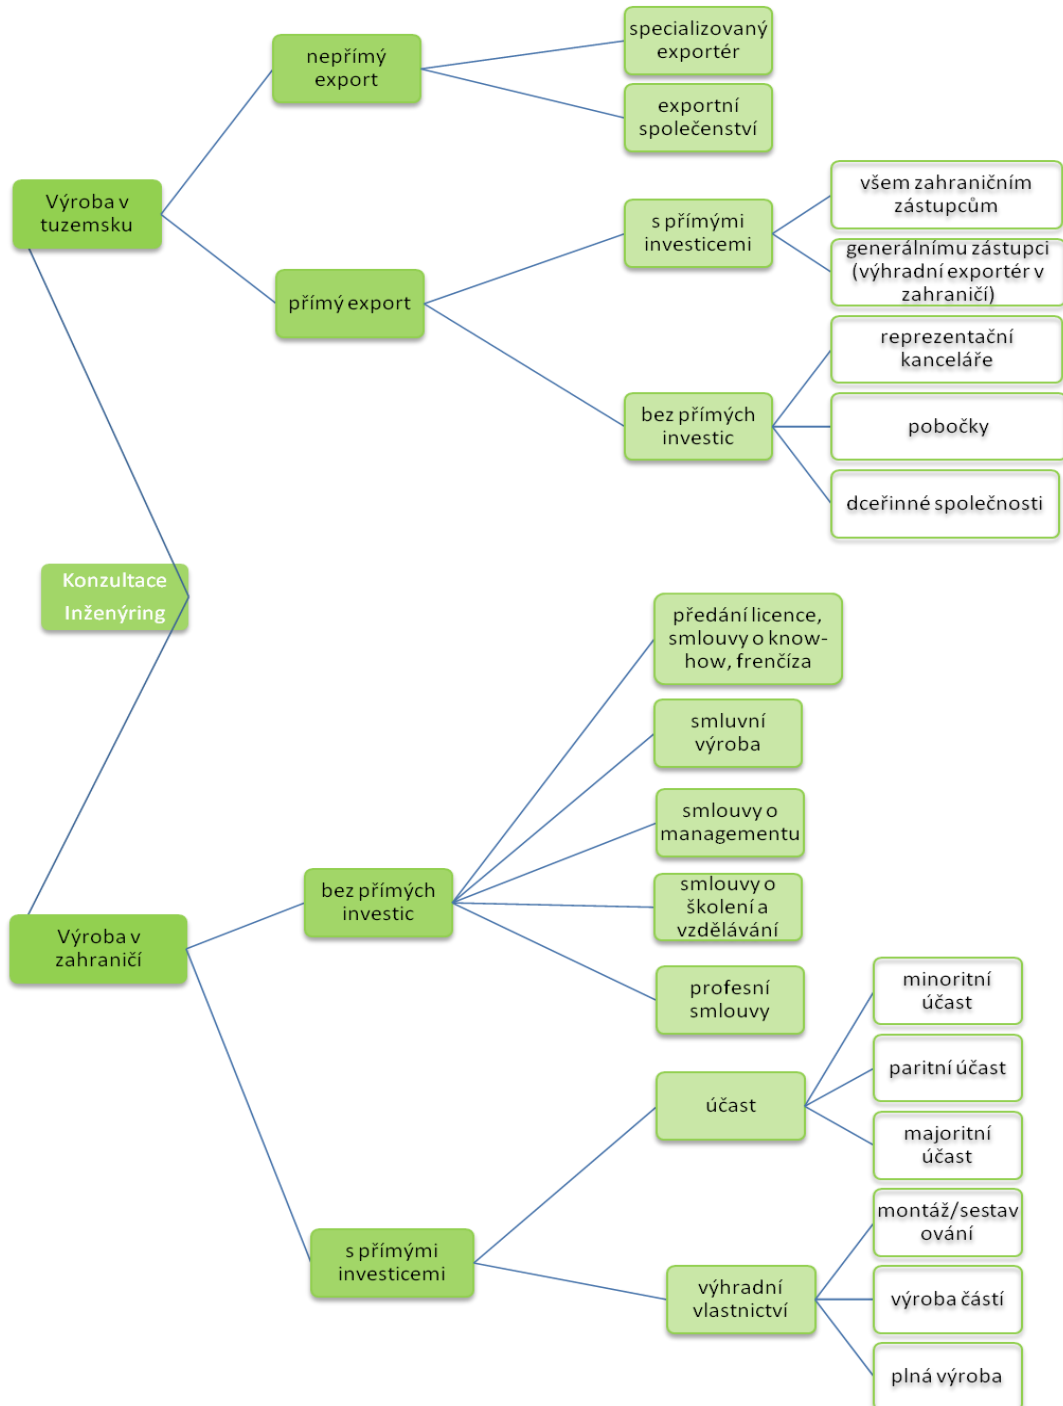 specializovaný
exportér
nepřímý
export
exportní
společenství
Výroba v
tuzemsku
všem zahraničním
zástupcům
s přímými
investicemi
generálnímu zástupci
(výhradní exportér v
zahraničí)
přímý export
reprezentační
kanceláře
bez přímých
investic
pobočky
dceřinné společnosti
Konzultace
Inženýring
předání licence,
smlouvy o know-
how, frenčíza
smluvní
výroba
smlouvy o
managementu
bez přímých
investic
smlouvy o
školení a
vzdělávání
Výroba v
zahraničí
profesní
smlouvy
minoritní
účast
paritní účast
účast
majoritní
účast
montáž/sestav
ování
s přímými
investicemi
výhradní
vlastnictví
výroba částí
plná výroba